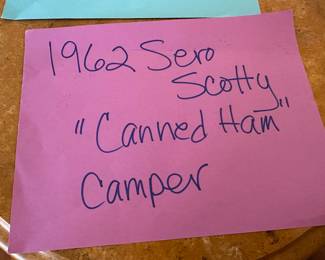 1962 Sero
Scotty
"Canned Ham"
Camper